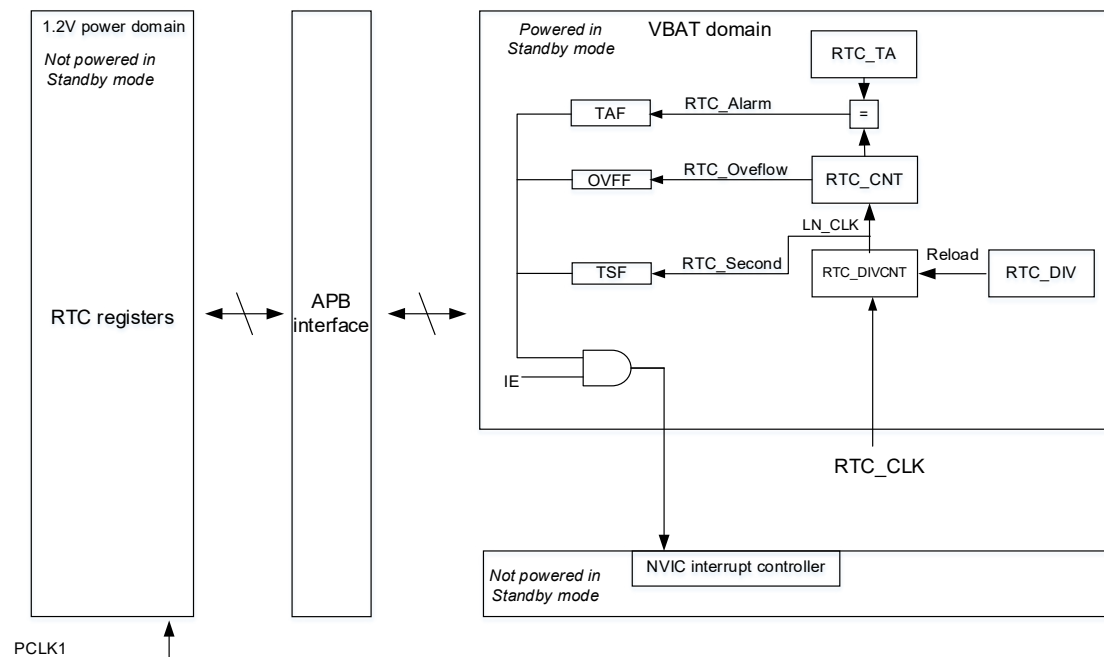 1.2V power domain
Not powered in
Standby mode
RTC registers
PCLK1
APB
interface
Powered in
Standby mode
VBAT domain
RTC_TA
TAF
RTC_Alarm
=
OVFF
RTC_Oveflow
RTC_CNT
LN_CLK
TSF
RTC_Second
RTC_DIVCNT
Reload
RTC_DIV
IE
RTC_CLK
NVIC interrupt controller
Not powered in
Standby mode